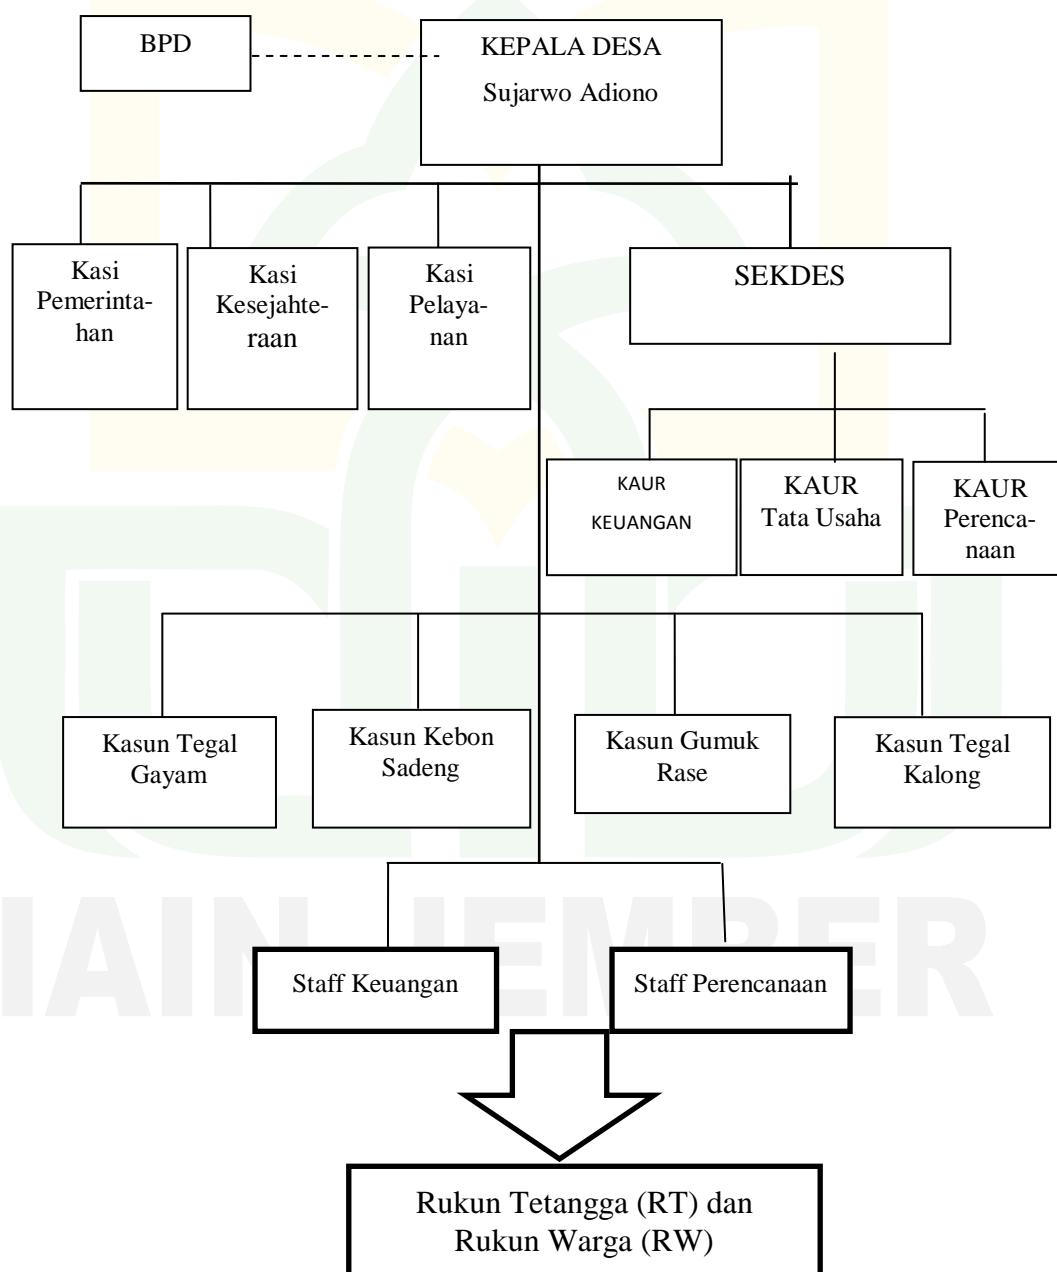 BPD
KEPALA DESA
Sujarwo Adiono
Kasi
Pemerinta-
han
Kasi
Kesejahte-
raan
Kasi
Pelaya-
nan
SEKDES
KAUR
KEUANGAN
KAUR
Tata Usaha
KAUR
Perenca-
naan
Kasun Tegal
Gayam
Kasun Kebon
Sadeng
Kasun Gumuk
Rase
Kasun Tegal
Kalong
IAIN JEMBER
Staff Keuangan
Staff Perencanaan
Rukun Tetangga (RT) dan
Rukun Warga (RW)